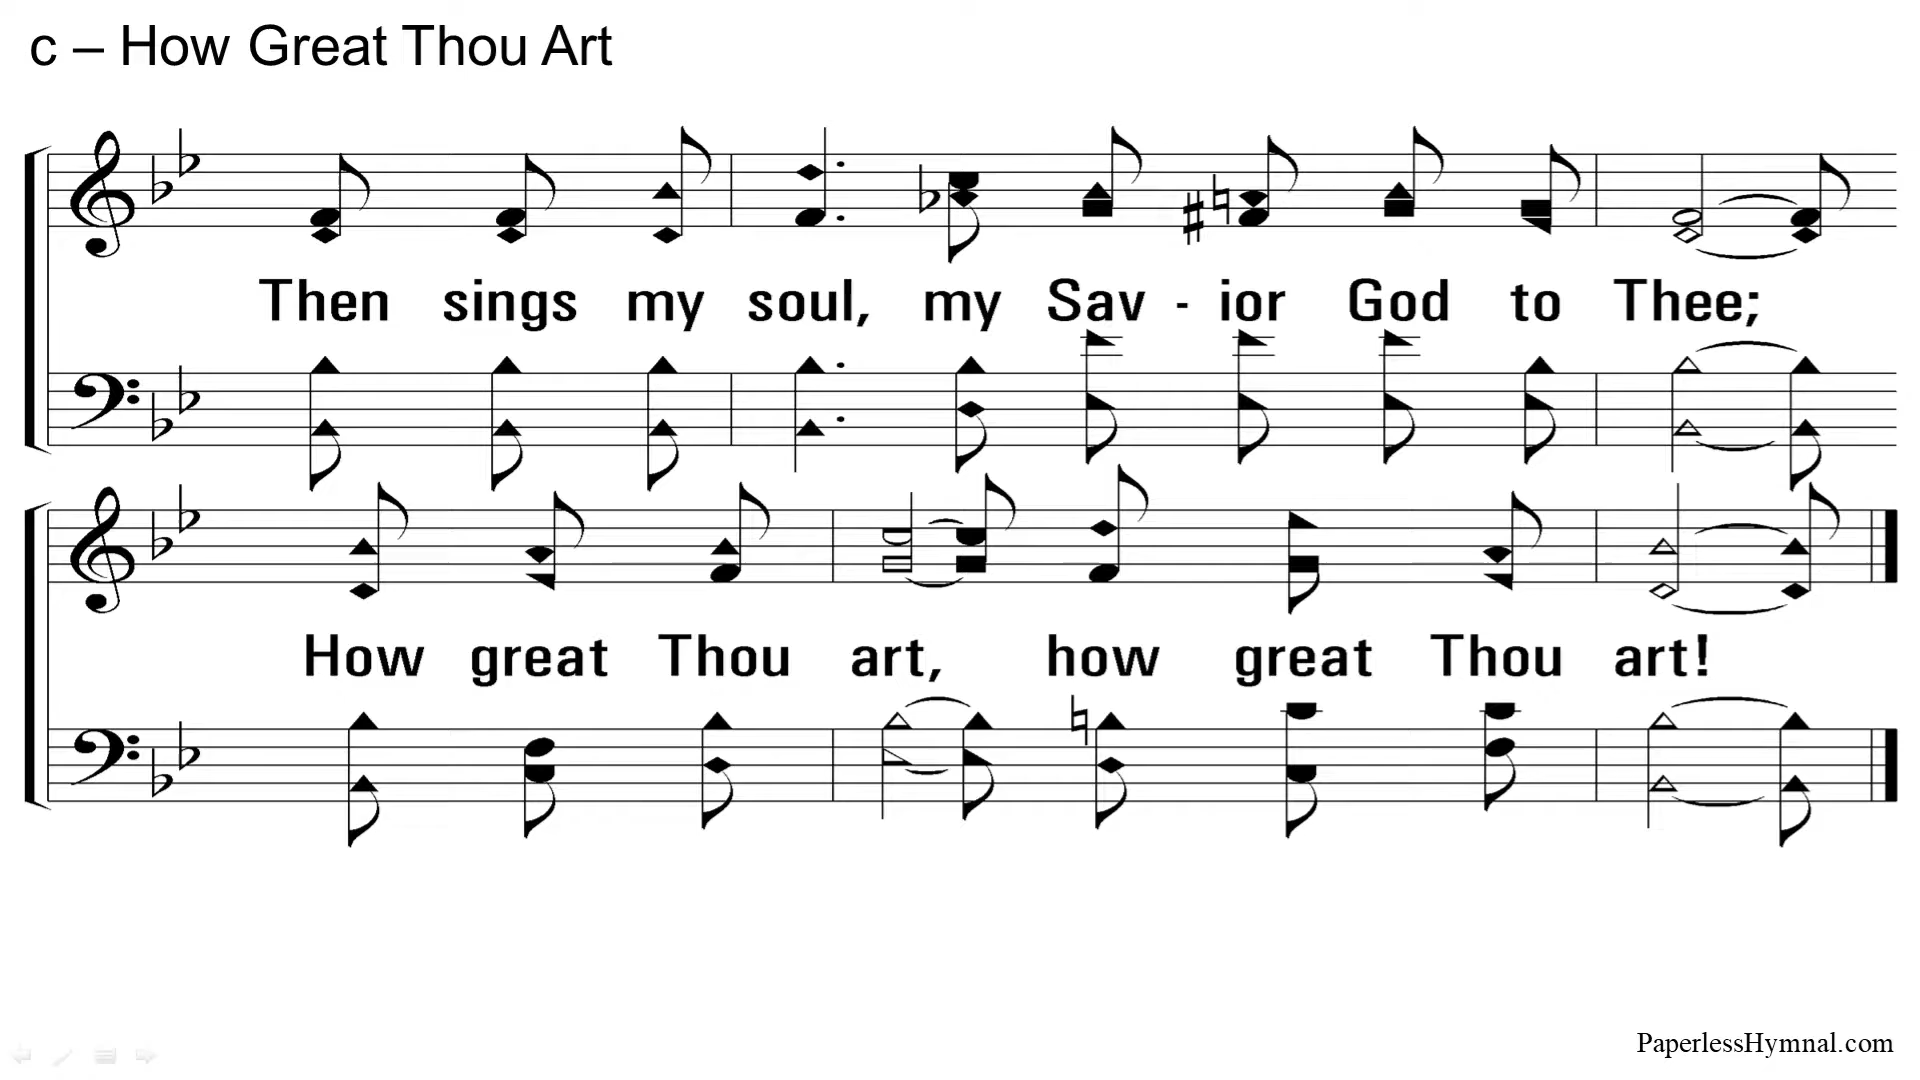 c – How Great Thou Art
Then sings my soul, my Sav - ior God to Thee;
How great Thou art, how great Thou art!
PaperlessHymnal.com